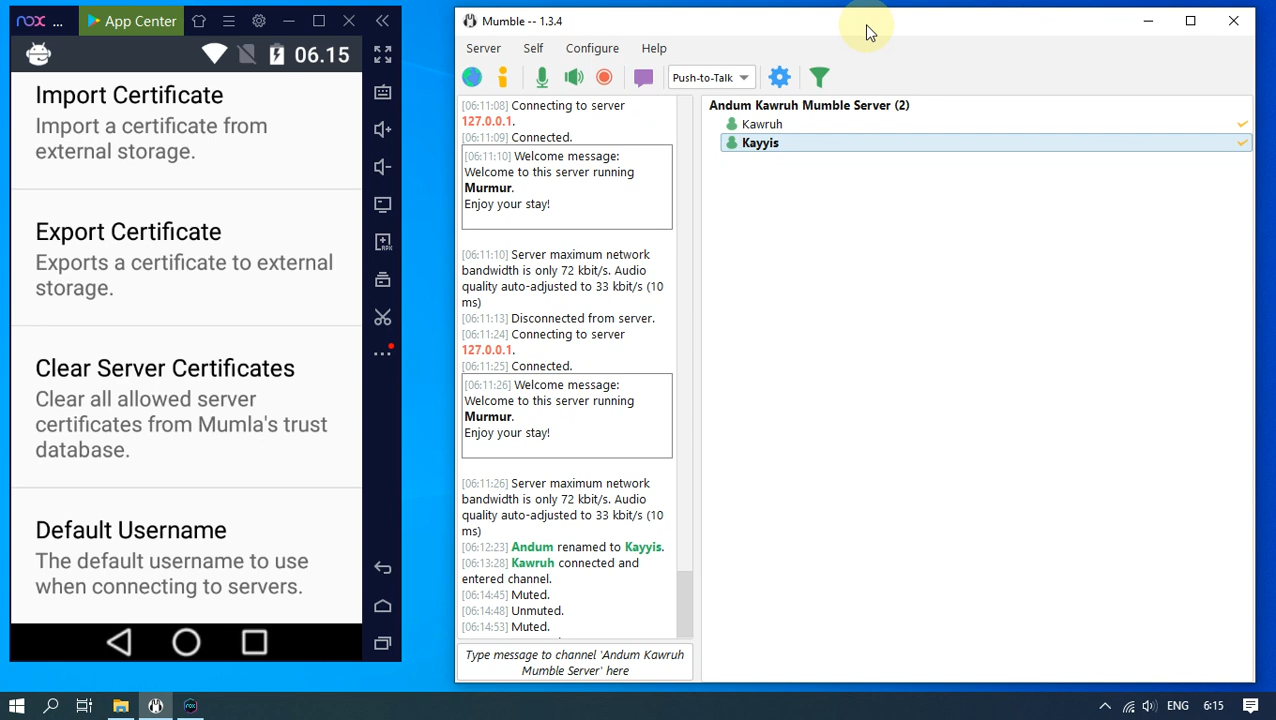 nox ...
App Center
06.15
Import Certificate
Import a certificate from
external storage.
Export Certificate
Exports a certificate to external
storage.
Clear Server Certificates
Clear all allowed server
certificates from Mumla's trust
database.
Default Username
The default username to use
when connecting to servers.
Mumble -- 1.3.4
Server Self Configure Help
Push-to-Talk
[06:11:08] Connecting to server
127.0.0.1.
[06:11:09] Connected.
[06:11:10] Welcome message:
Welcome to this server running
Murmur.
Enjoy your stay!
[06:11:10] Server maximum network
bandwidth is only 72 kbit/s. Audio
quality auto-adjusted to 33 kbit/s (10
ms)
[06:11:13] Disconnected from server.
[06:11:24] Connecting to server
127.0.0.1.
[06:11:25] Connected.
[06:11:26] Welcome message:
Welcome to this server running
Murmur.
Enjoy your stay!
[06:11:26] Server maximum network
bandwidth is only 72 kbit/s. Audio
quality auto-adjusted to 33 kbit/s (10
ms)
[06:12:23] Andum renamed to Kayyis.
[06:13:28] Kawruh connected and
entered channel.
[06:14:45] Muted.
[06:14:48] Unmuted.
[06:14:53] Muted.
Type message to channel 'Andum Kawruh
Mumble Server' here
Andum Kawruh Mumble Server (2)
Kawruh
Kayyis
ENG 6:15